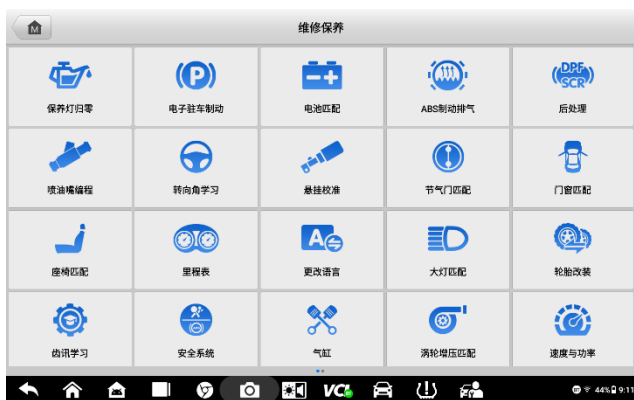 M
维修保养
保养灯归零
P
电子驻车制动
电池匹配
ABS制动排气
DPF
SCR
后处理
喷油嘴编程
转向角学习
悬挂校准
节气门匹配
门窗匹配
座椅匹配
里程表
A
更改语言
大灯匹配
轮胎改装
齿讯学习
安全系统
气缸
涡轮增压匹配
速度与功率
VCI
44% 9:11